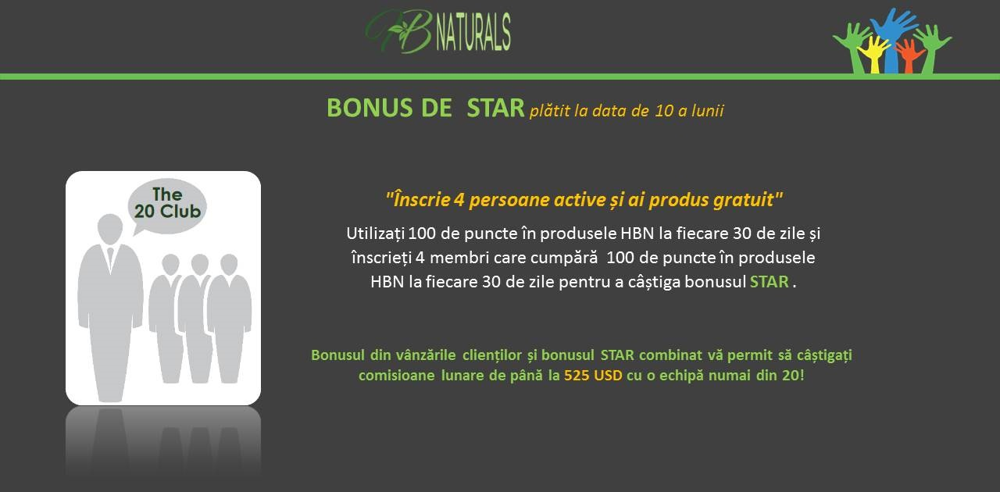 HB NATURALS
BONUS DE STAR plătit la data de 10 a lunii
The
20 Club
"Înscrie 4 persoane active și ai produs gratuit"
Utilizați 100 de puncte în produsele HBN la fiecare 30 de zile și
înscrieți 4 membri care cumpără 100 de puncte în produsele
HBN la fiecare 30 de zile pentru a câștiga bonusul STAR .
Bonusul din vânzările clienților și bonusul STAR combinat vă permit să câștigați
comisioane lunare de până la 525 USD cu o echipă numai din 20!